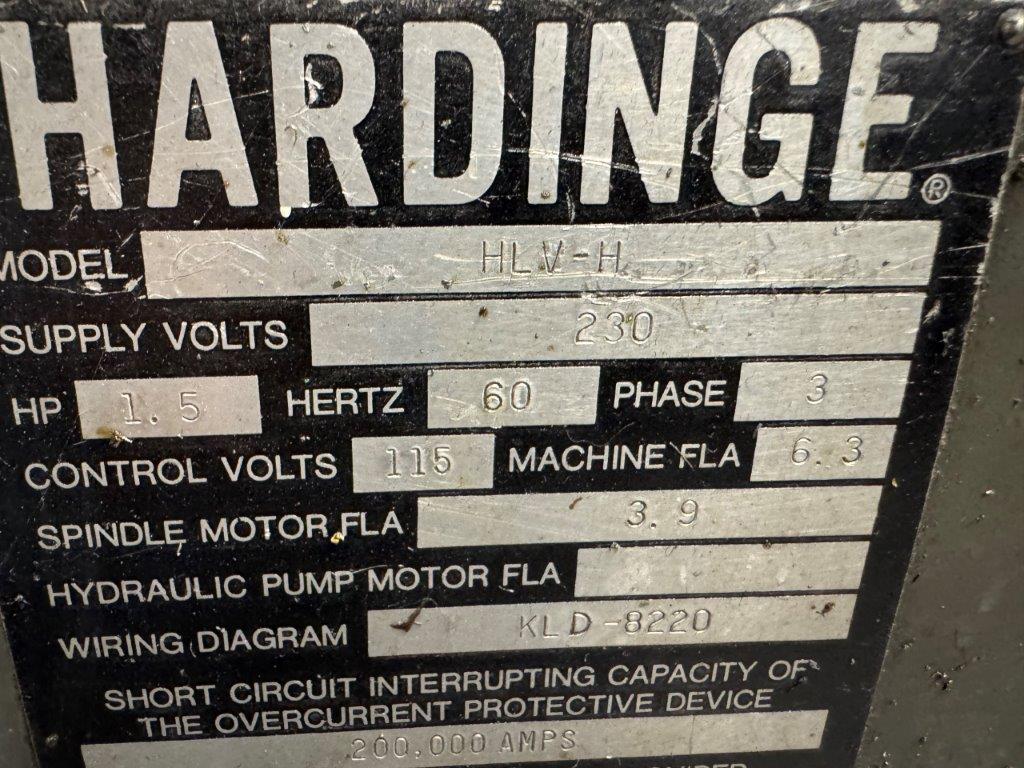 HARDINGE®
MODEL HLV-H
SUPPLY VOLTS 230
HP 1.5 HERTZ 60 PHASE 3
CONTROL VOLTS 115 MACHINE FLA 6.3
SPINDLE MOTOR FLA 3.9
HYDRAULIC PUMP MOTOR FLA
WIRING DIAGRAM KLD-8220
SHORT CIRCUIT INTERRUPTING CAPACITY OF
THE OVERCURRENT PROTECTIVE DEVICE
200,000 AMPS